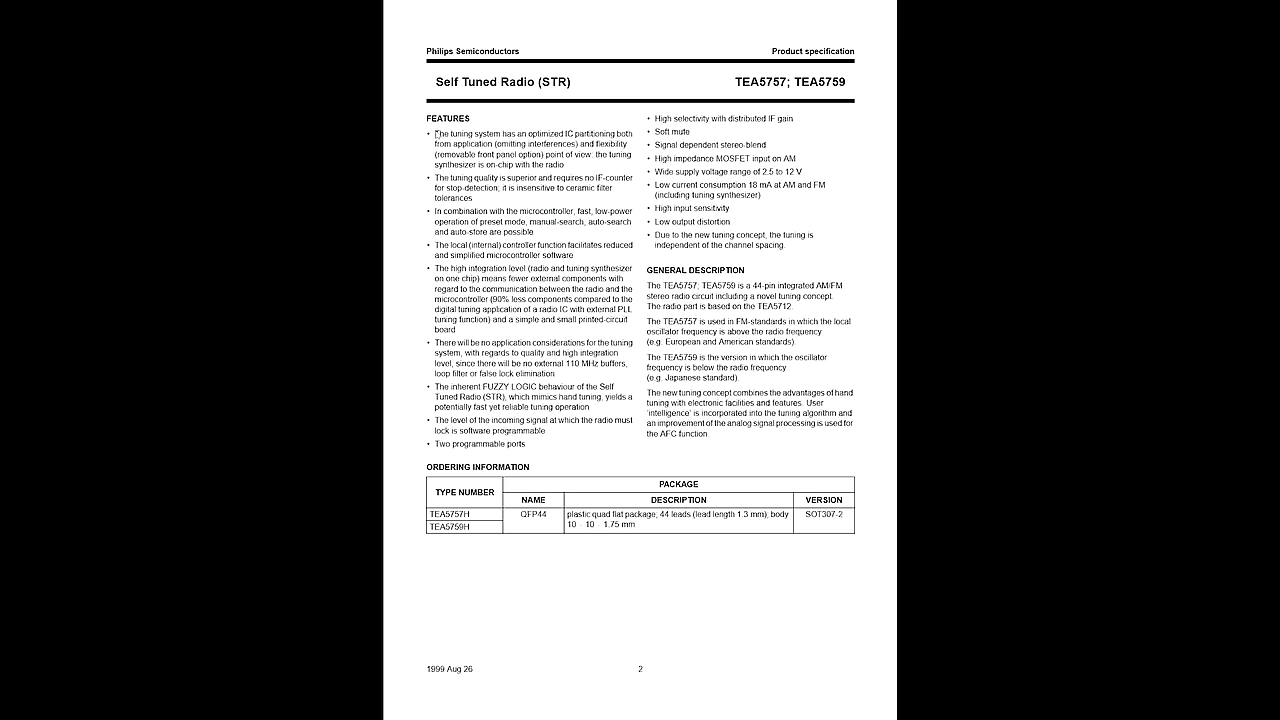 Philips Semiconductors
Product specification
Self Tuned Radio (STR)
TEA5757; TEA5759
FEATURES
• The tuning system has an optimized IC partitioning both
from application (omitting interferences) and flexibility
(removable front panel option) point of view: the tuning
synthesizer is on-chip with the radio
• The tuning quality is superior and requires no IF-counter
for stop-detection; it is insensitive to ceramic filter
tolerances
• In combination with the microcontroller, fast, low-power
operation of preset mode, manual-search, auto-search
and auto-store are possible
• The local (internal) controller function facilitates reduced
and simplified microcontroller software
• The high integration level (radio and tuning synthesizer
on one chip) means fewer external components with
regard to the communication between the radio and the
microcontroller (90% less components compared to the
digital tuning application of a radio IC with external PLL
tuning function) and a simple and small printed-circuit
board
• There will be no application considerations for the tuning
system, with regards to quality and high integration
level, since there will be no external 110 MHz buffers,
loop filter or false lock elimination
• The inherent FUZZY LOGIC behaviour of the Self
Tuned Radio (STR), which mimics hand tuning, yields a
potentially fast yet reliable tuning operation
• The level of the incoming signal at which the radio must
lock is software programmable
• Two programmable ports
• High selectivity with distributed IF gain
• Soft mute
• Signal dependent stereo-blend
• High impedance MOSFET input on AM
• Wide supply voltage range of 2.5 to 12 V
• Low current consumption 18 mA at AM and FM
(including tuning synthesizer)
• High input sensitivity
• Low output distortion
• Due to the new tuning concept, the tuning is
independent of the channel spacing.
GENERAL DESCRIPTION
The TEA5757; TEA5759 is a 44-pin integrated AM/FM
stereo radio circuit including a novel tuning concept.
The radio part is based on the TEA5712.
The TEA5757 is used in FM-standards in which the local
oscillator frequency is above the radio frequency
(e.g. European and American standards).
The TEA5759 is the version in which the oscillator
frequency is below the radio frequency
(e.g. Japanese standard).
The new tuning concept combines the advantages of hand
tuning with electronic facilities and features. User
'intelligence' is incorporated into the tuning algorithm and
an improvement of the analog signal processing is used for
the AFC function.
ORDERING INFORMATION
TYPE NUMBER
PACKAGE
NAME
DESCRIPTION
VERSION
TEA5757H
QFP44
plastic quad flat package; 44 leads (lead length 1.3 mm); body
SOT307-2
TEA5759H
10 10 1.75 mm
1999 Aug 26
2